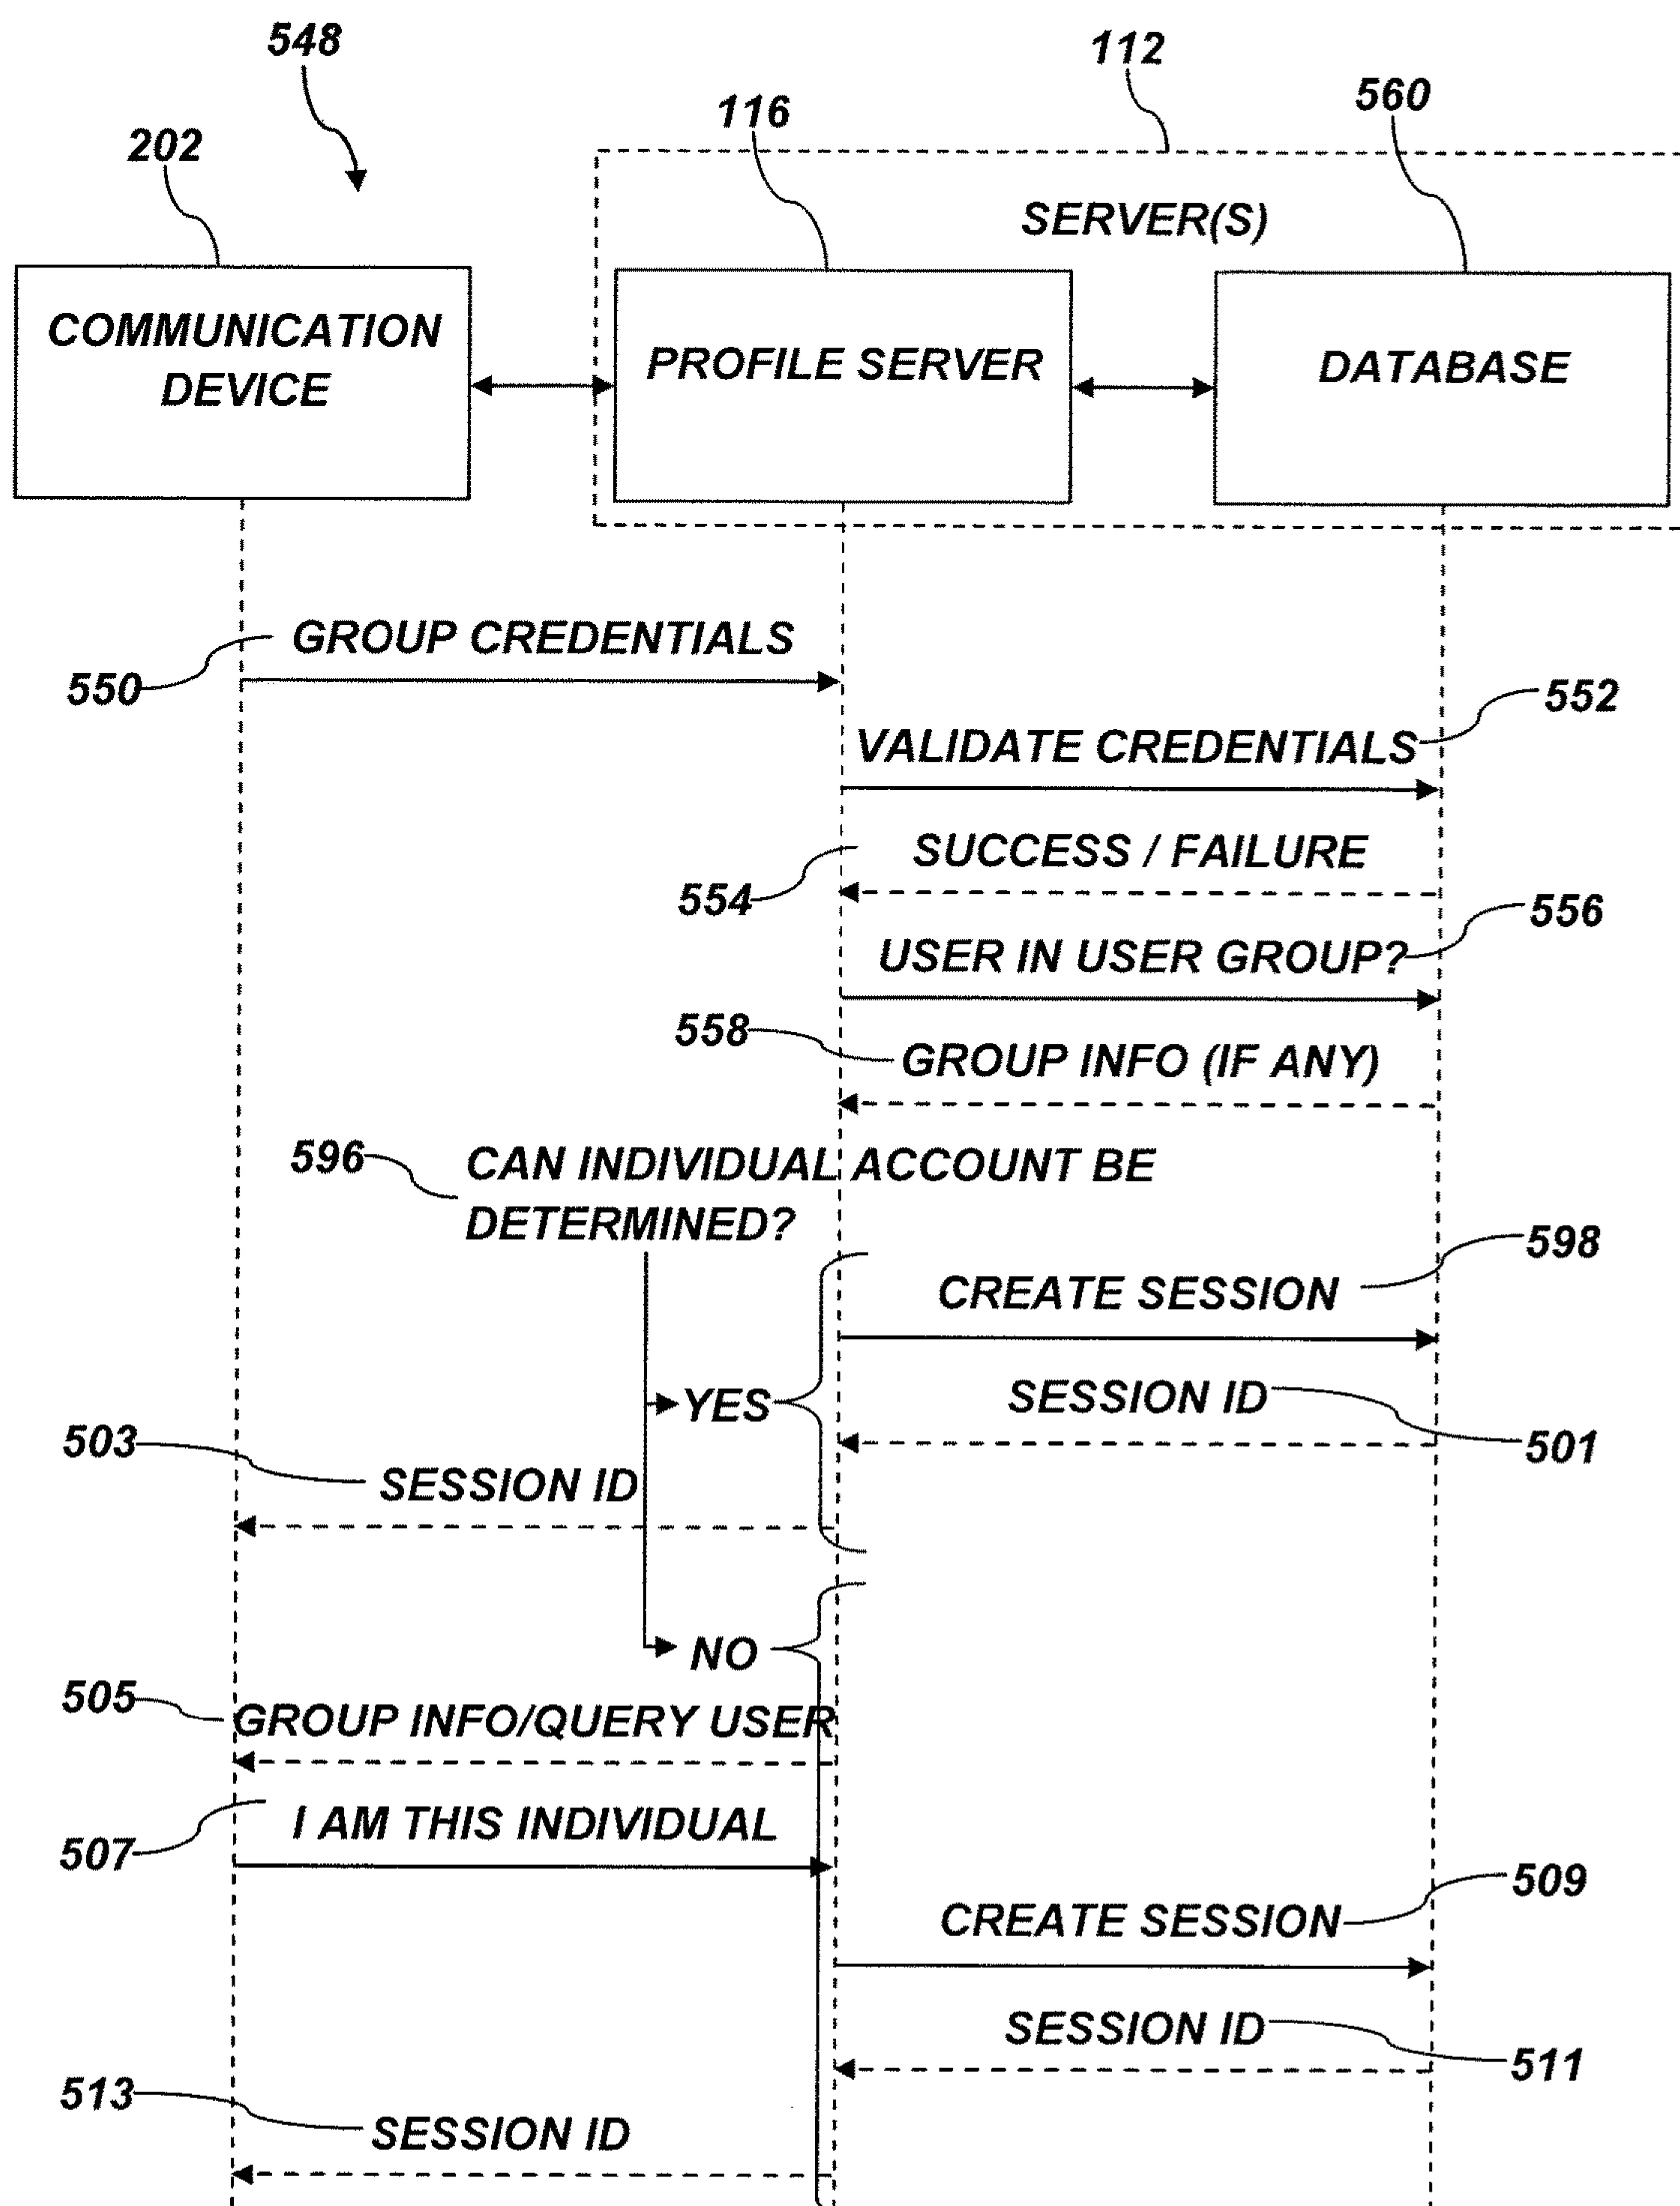 548
112
116
560
202
SERVER(S)
COMMUNICATION
DEVICE
PROFILE SERVER
DATABASE
GROUP CREDENTIALS
550
552
VALIDATE CREDENTIALS
SUCCESS / FAILURE
554
556
USER IN USER GROUP?
558
GROUP INFO (IF ANY)
596
CAN INDIVIDUAL ACCOUNT BE
DETERMINED?
598
CREATE SESSION
YES
SESSION ID
503
501
SESSION ID
NO
505
GROUP INFO/QUERY USER
I AM THIS INDIVIDUAL
507
509
CREATE SESSION
SESSION ID
511
513
SESSION ID